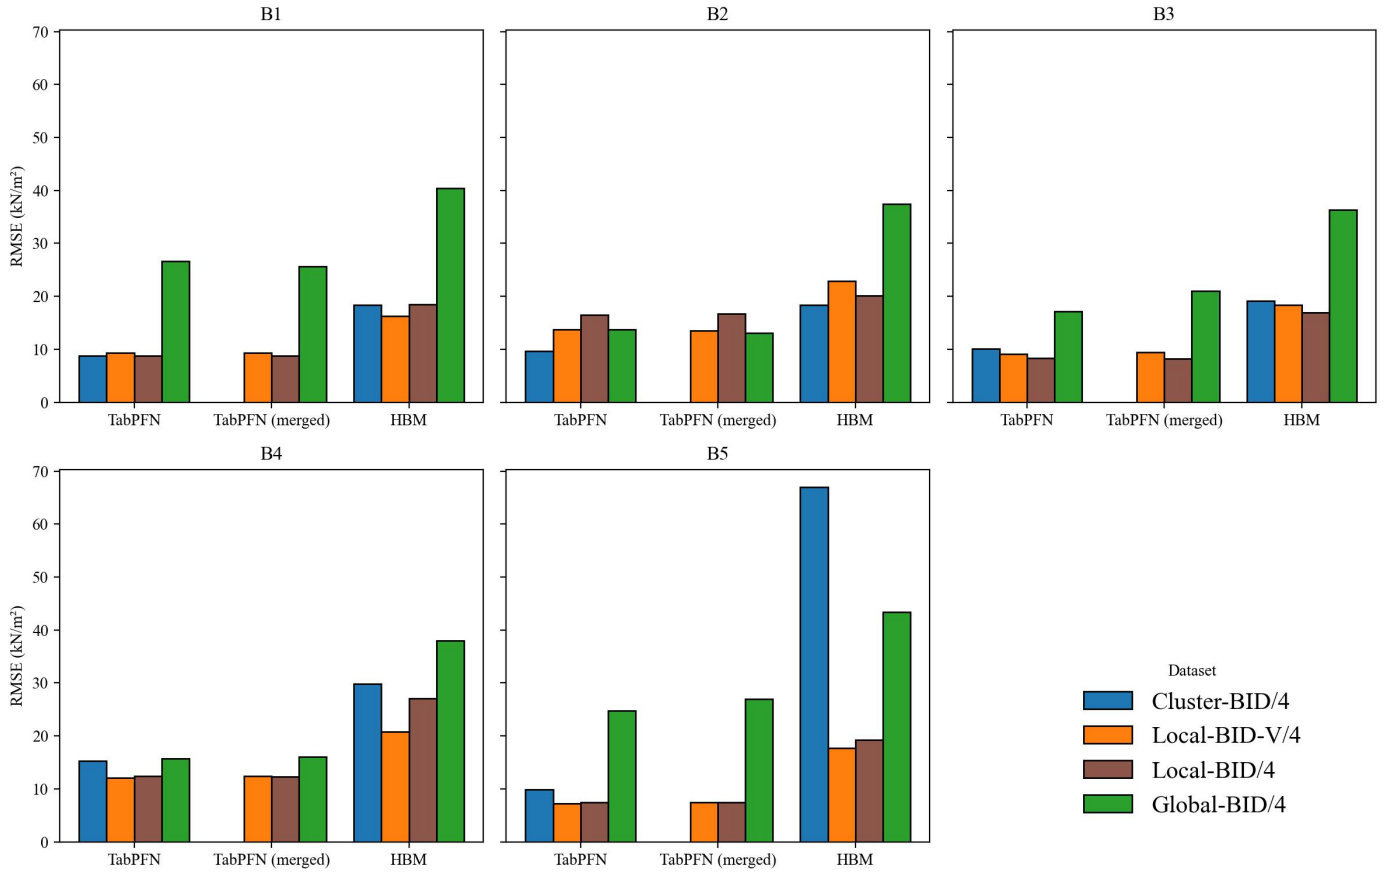 B1
B2
B3
70
60
50
40
30
20
10
0
RMSE (kN/m²)
TabPFN
TabPFN (merged)
HBM
TabPFN
TabPFN (merged)
HBM
TabPFN
TabPFN (merged)
HBM
B4
B5
70
60
50
40
30
20
10
0
RMSE (kN/m²)
TabPFN
TabPFN (merged)
HBM
TabPFN
TabPFN (merged)
HBM
Dataset
Cluster-BID/4
Local-BID-V/4
Local-BID/4
Global-BID/4